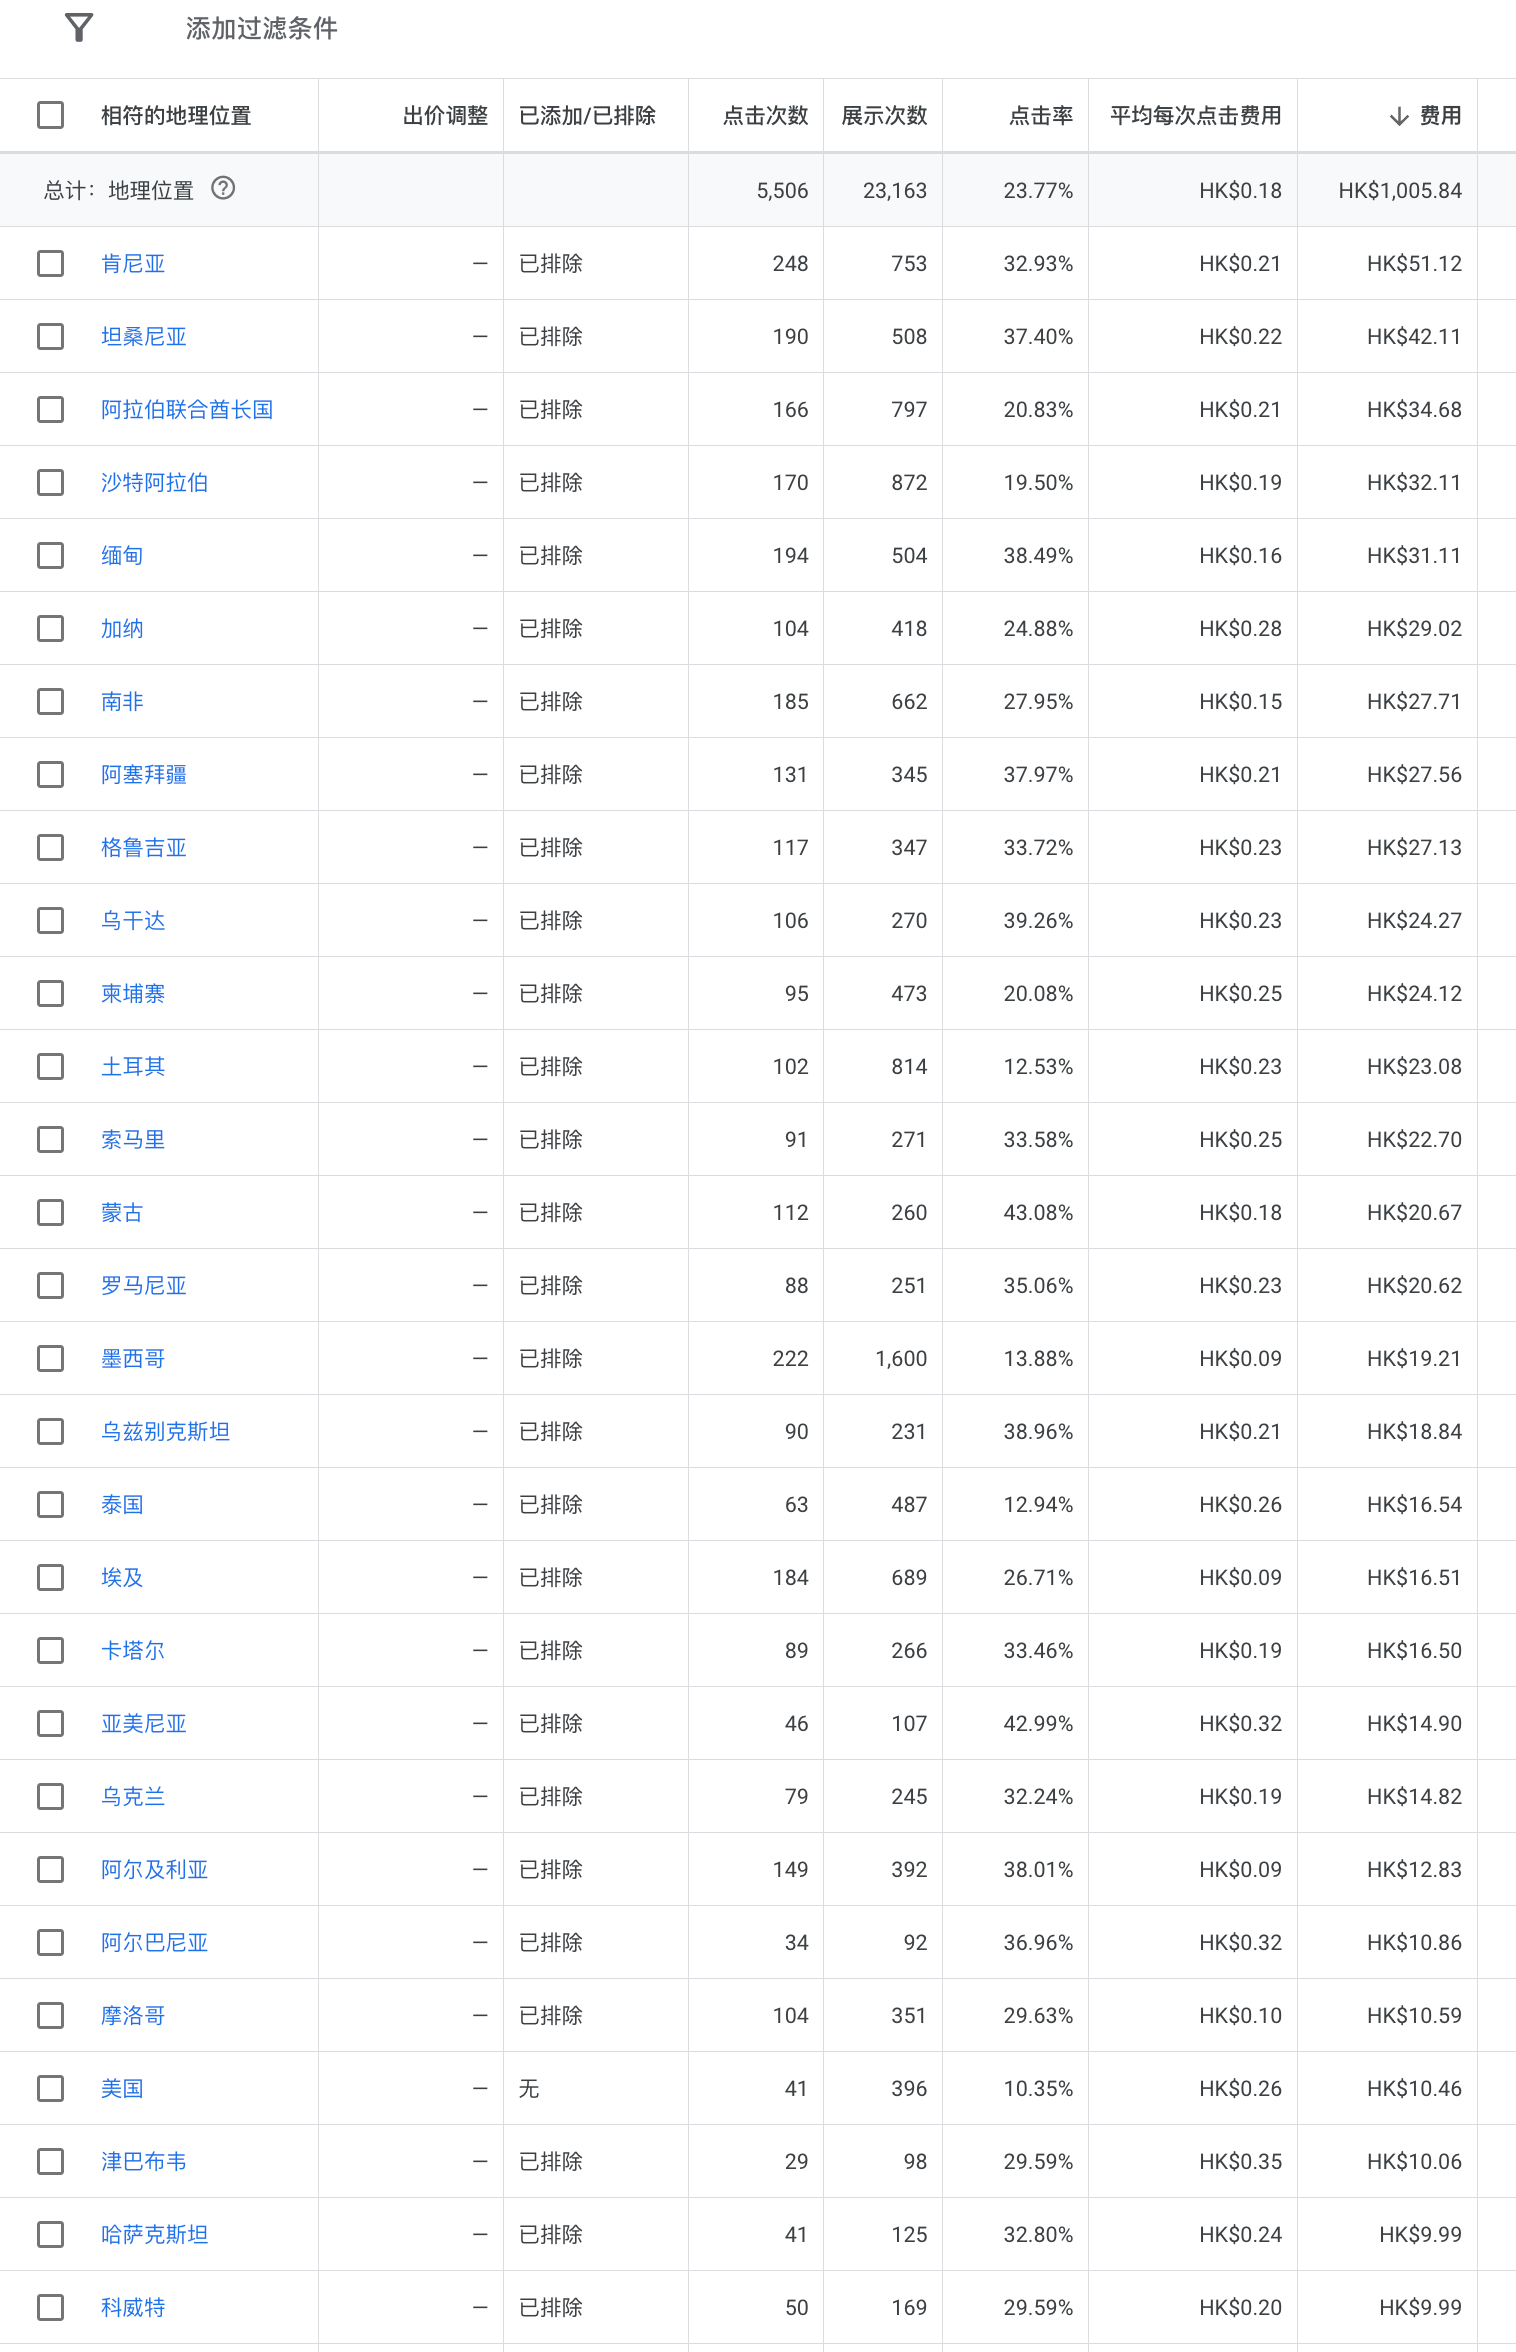 添加过滤条件
相符的地理位置 出价调整 已添加/已排除 点击次数 展示次数 点击率 平均每次点击费用 ↓ 费用
总计：地理位置 ? 5,506 23,163 23.77% HK$0.18 HK$1,005.84
肯尼亚 — 已排除 248 753 32.93% HK$0.21 HK$51.12
坦桑尼亚 — 已排除 190 508 37.40% HK$0.22 HK$42.11
阿拉伯联合酋长国 — 已排除 166 797 20.83% HK$0.21 HK$34.68
沙特阿拉伯 — 已排除 170 872 19.50% HK$0.19 HK$32.11
缅甸 — 已排除 194 504 38.49% HK$0.16 HK$31.11
加纳 — 已排除 104 418 24.88% HK$0.28 HK$29.02
南非 — 已排除 185 662 27.95% HK$0.15 HK$27.71
阿塞拜疆 — 已排除 131 345 37.97% HK$0.21 HK$27.56
格鲁吉亚 — 已排除 117 347 33.72% HK$0.23 HK$27.13
乌干达 — 已排除 106 270 39.26% HK$0.23 HK$24.27
柬埔寨 — 已排除 95 473 20.08% HK$0.25 HK$24.12
土耳其 — 已排除 102 814 12.53% HK$0.23 HK$23.08
索马里 — 已排除 91 271 33.58% HK$0.25 HK$22.70
蒙古 — 已排除 112 260 43.08% HK$0.18 HK$20.67
罗马尼亚 — 已排除 88 251 35.06% HK$0.23 HK$20.62
墨西哥 — 已排除 222 1,600 13.88% HK$0.09 HK$19.21
乌兹别克斯坦 — 已排除 90 231 38.96% HK$0.21 HK$18.84
泰国 — 已排除 63 487 12.94% HK$0.26 HK$16.54
埃及 — 已排除 184 689 26.71% HK$0.09 HK$16.51
卡塔尔 — 已排除 89 266 33.46% HK$0.19 HK$16.50
亚美尼亚 — 已排除 46 107 42.99% HK$0.32 HK$14.90
乌克兰 — 已排除 79 245 32.24% HK$0.19 HK$14.82
阿尔及利亚 — 已排除 149 392 38.01% HK$0.09 HK$12.83
阿尔巴尼亚 — 已排除 34 92 36.96% HK$0.32 HK$10.86
摩洛哥 — 已排除 104 351 29.63% HK$0.10 HK$10.59
美国 — 无 41 396 10.35% HK$0.26 HK$10.46
津巴布韦 — 已排除 29 98 29.59% HK$0.35 HK$10.06
哈萨克斯坦 — 已排除 41 125 32.80% HK$0.24 HK$9.99
科威特 — 已排除 50 169 29.59% HK$0.20 HK$9.99